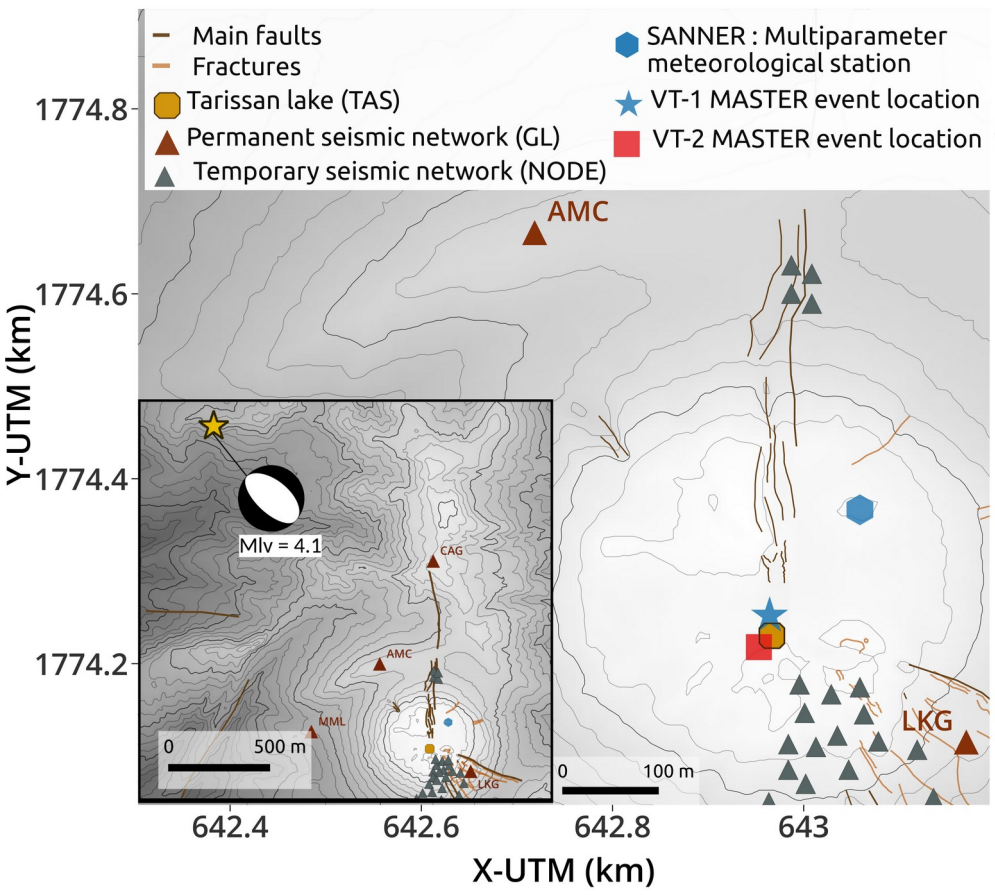 Main faults
Fractures
Tarissan lake (TAS)
Permanent seismic network (GL)
Temporary seismic network (NODE)
SANNER : Multiparameter
meteorological station
VT-1 MASTER event location
VT-2 MASTER event location
1774.8
1774.6
1774.4
1774.2
Y-UTM (km)
AMC
LKG
Mlv = 4.1
CAG
AMC
MML
LKG
0 500 m
0 100 m
642.4 642.6 642.8 643
X-UTM (km)